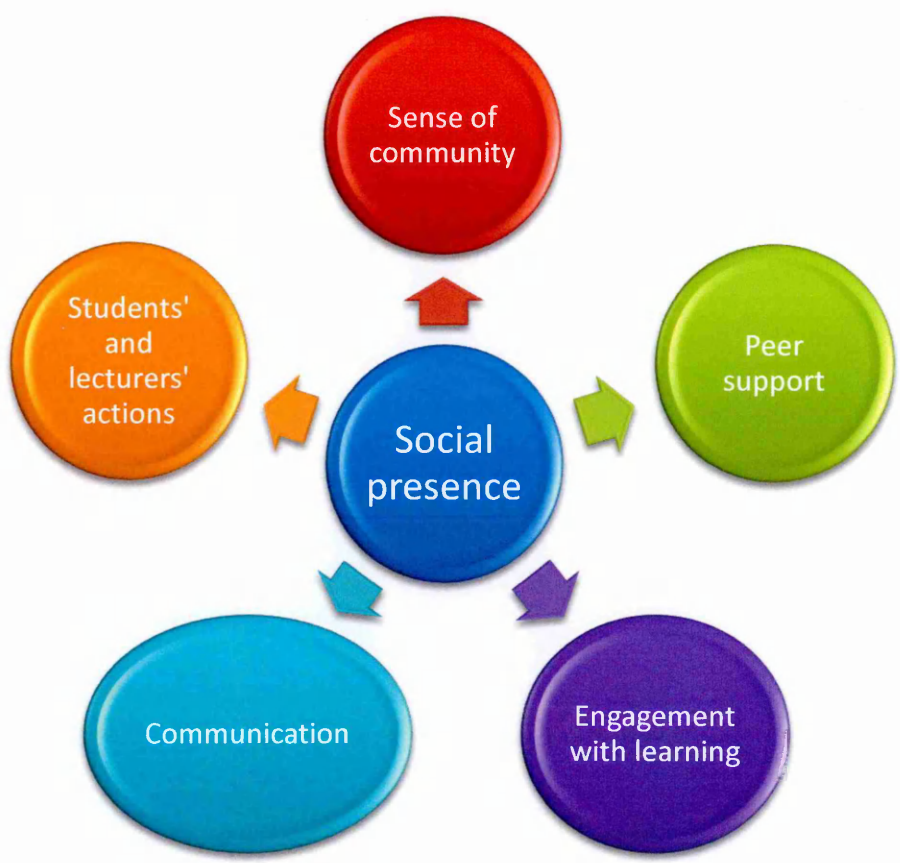 Sense of
community
Students'
and
lecturers'
actions
Peer
support
Social
presence
Communication
Engagement
with learning